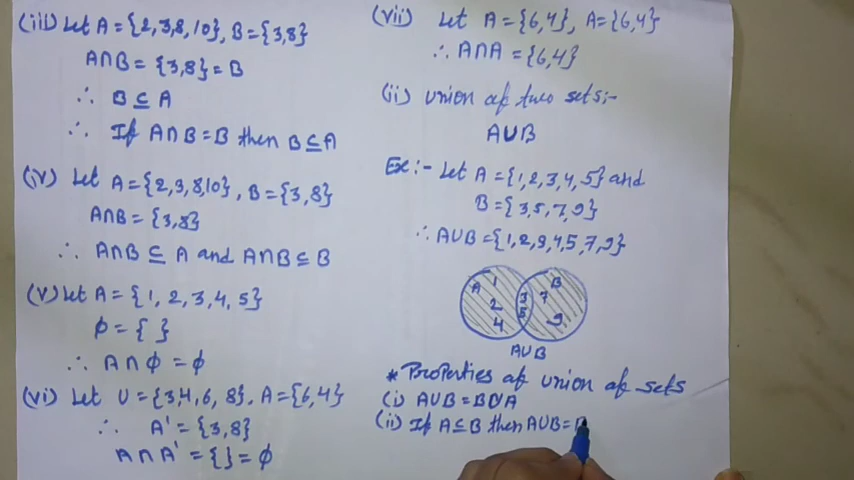 (iii) Let A = {2,3,8,10}, B = {3,8}
A∩B = {3,8} = B
∴ B ⊆ A
∴ If A∩B = B then B ⊆ A
(iv) Let A = {2,3,8,10}, B = {3,8}
A∩B = {3,8}
∴ A∩B ⊆ A and A∩B ⊆ B
(v) Let A = {1, 2, 3, 4, 5}
φ = { }
∴ A ∩ φ = φ
(vi) Let U = {3,4,6, 8}, A = {6,4}
∴ A' = {3,8}
A ∩ A' = { } = φ
(vii) Let A = {6,4}, A = {6,4}
∴ A∩A = {6,4}
(ii) Union of two sets:-
A∪B
Ex:- Let A = {1,2,3,4,5} and
B = {3,5,7,9}
∴ A∪B = {1,2,3,4,5,7,9}
A 1 B
2 3 7
4 5 9
A∪B
* Properties of union of sets
(i) A∪B = B∪A
(ii) If A ⊆ B then A∪B =